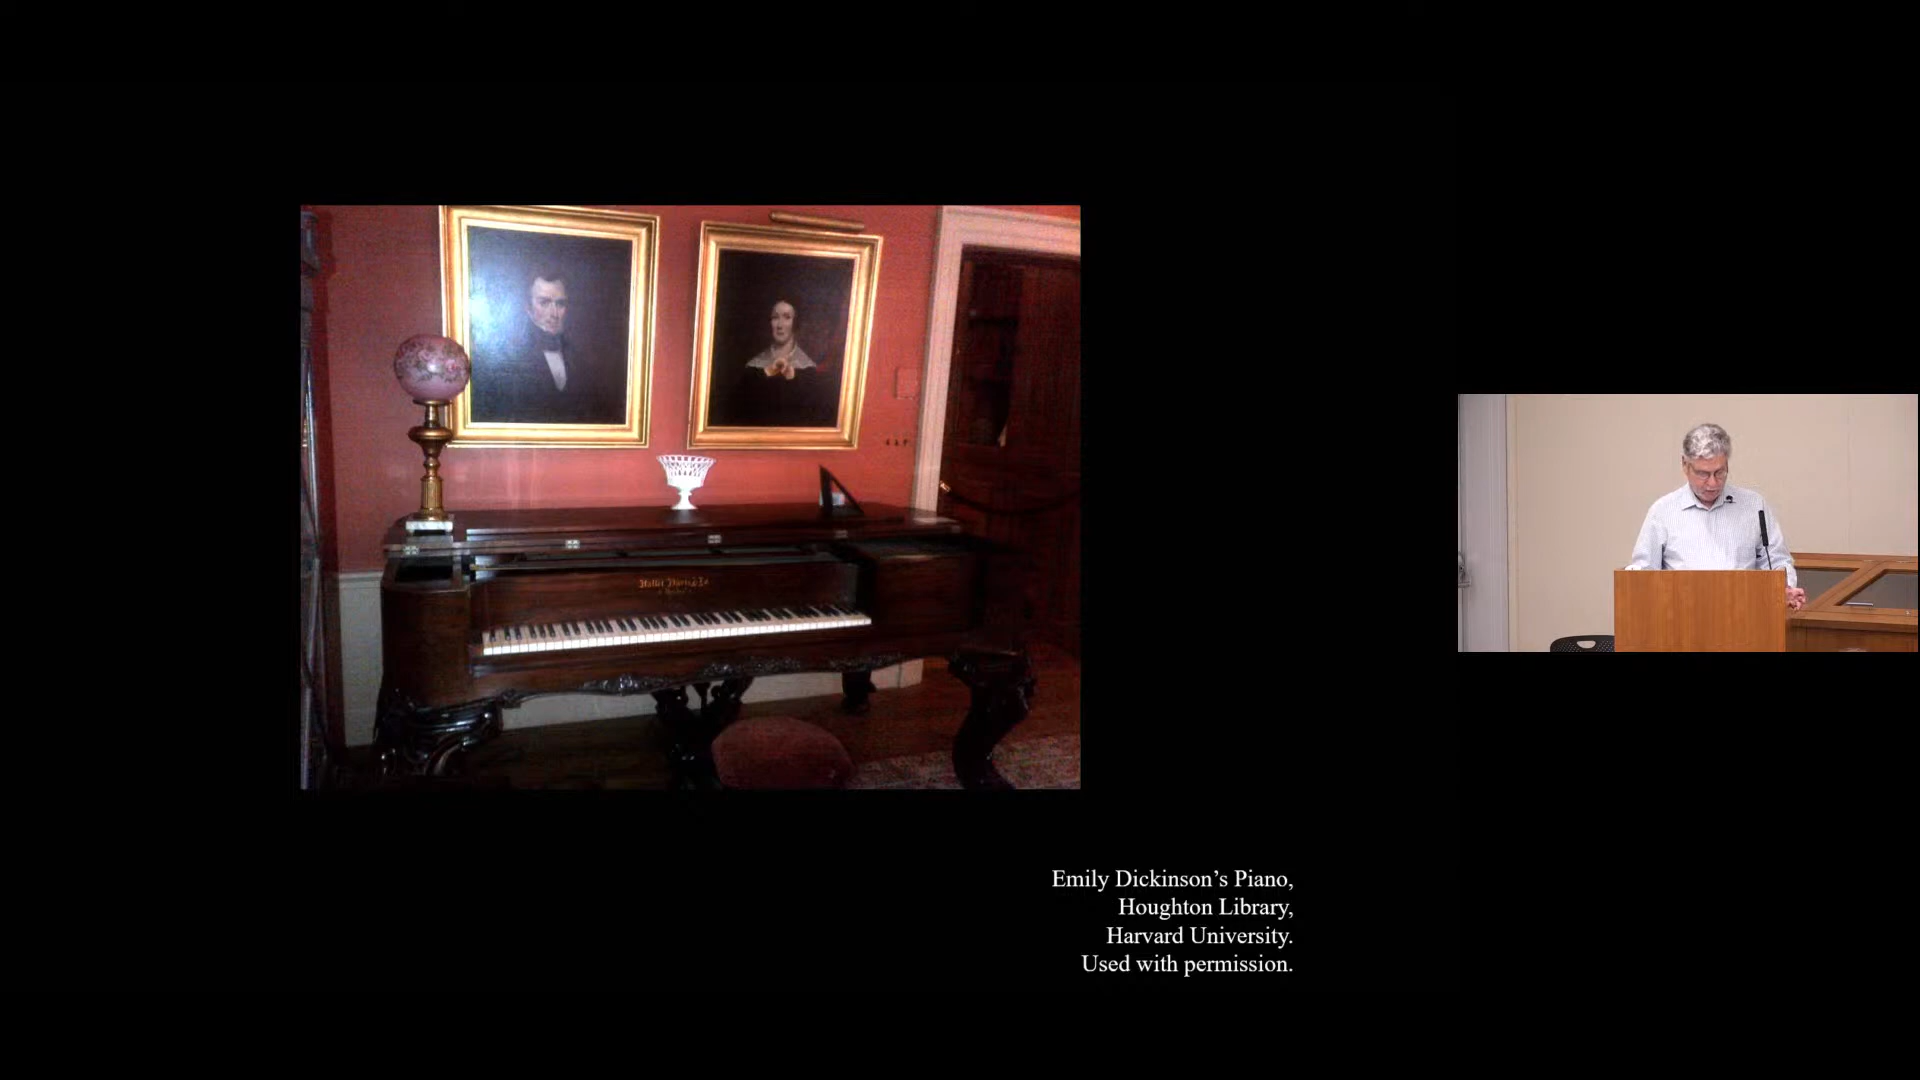 Emily Dickinson’s Piano,
Houghton Library,
Harvard University.
Used with permission.